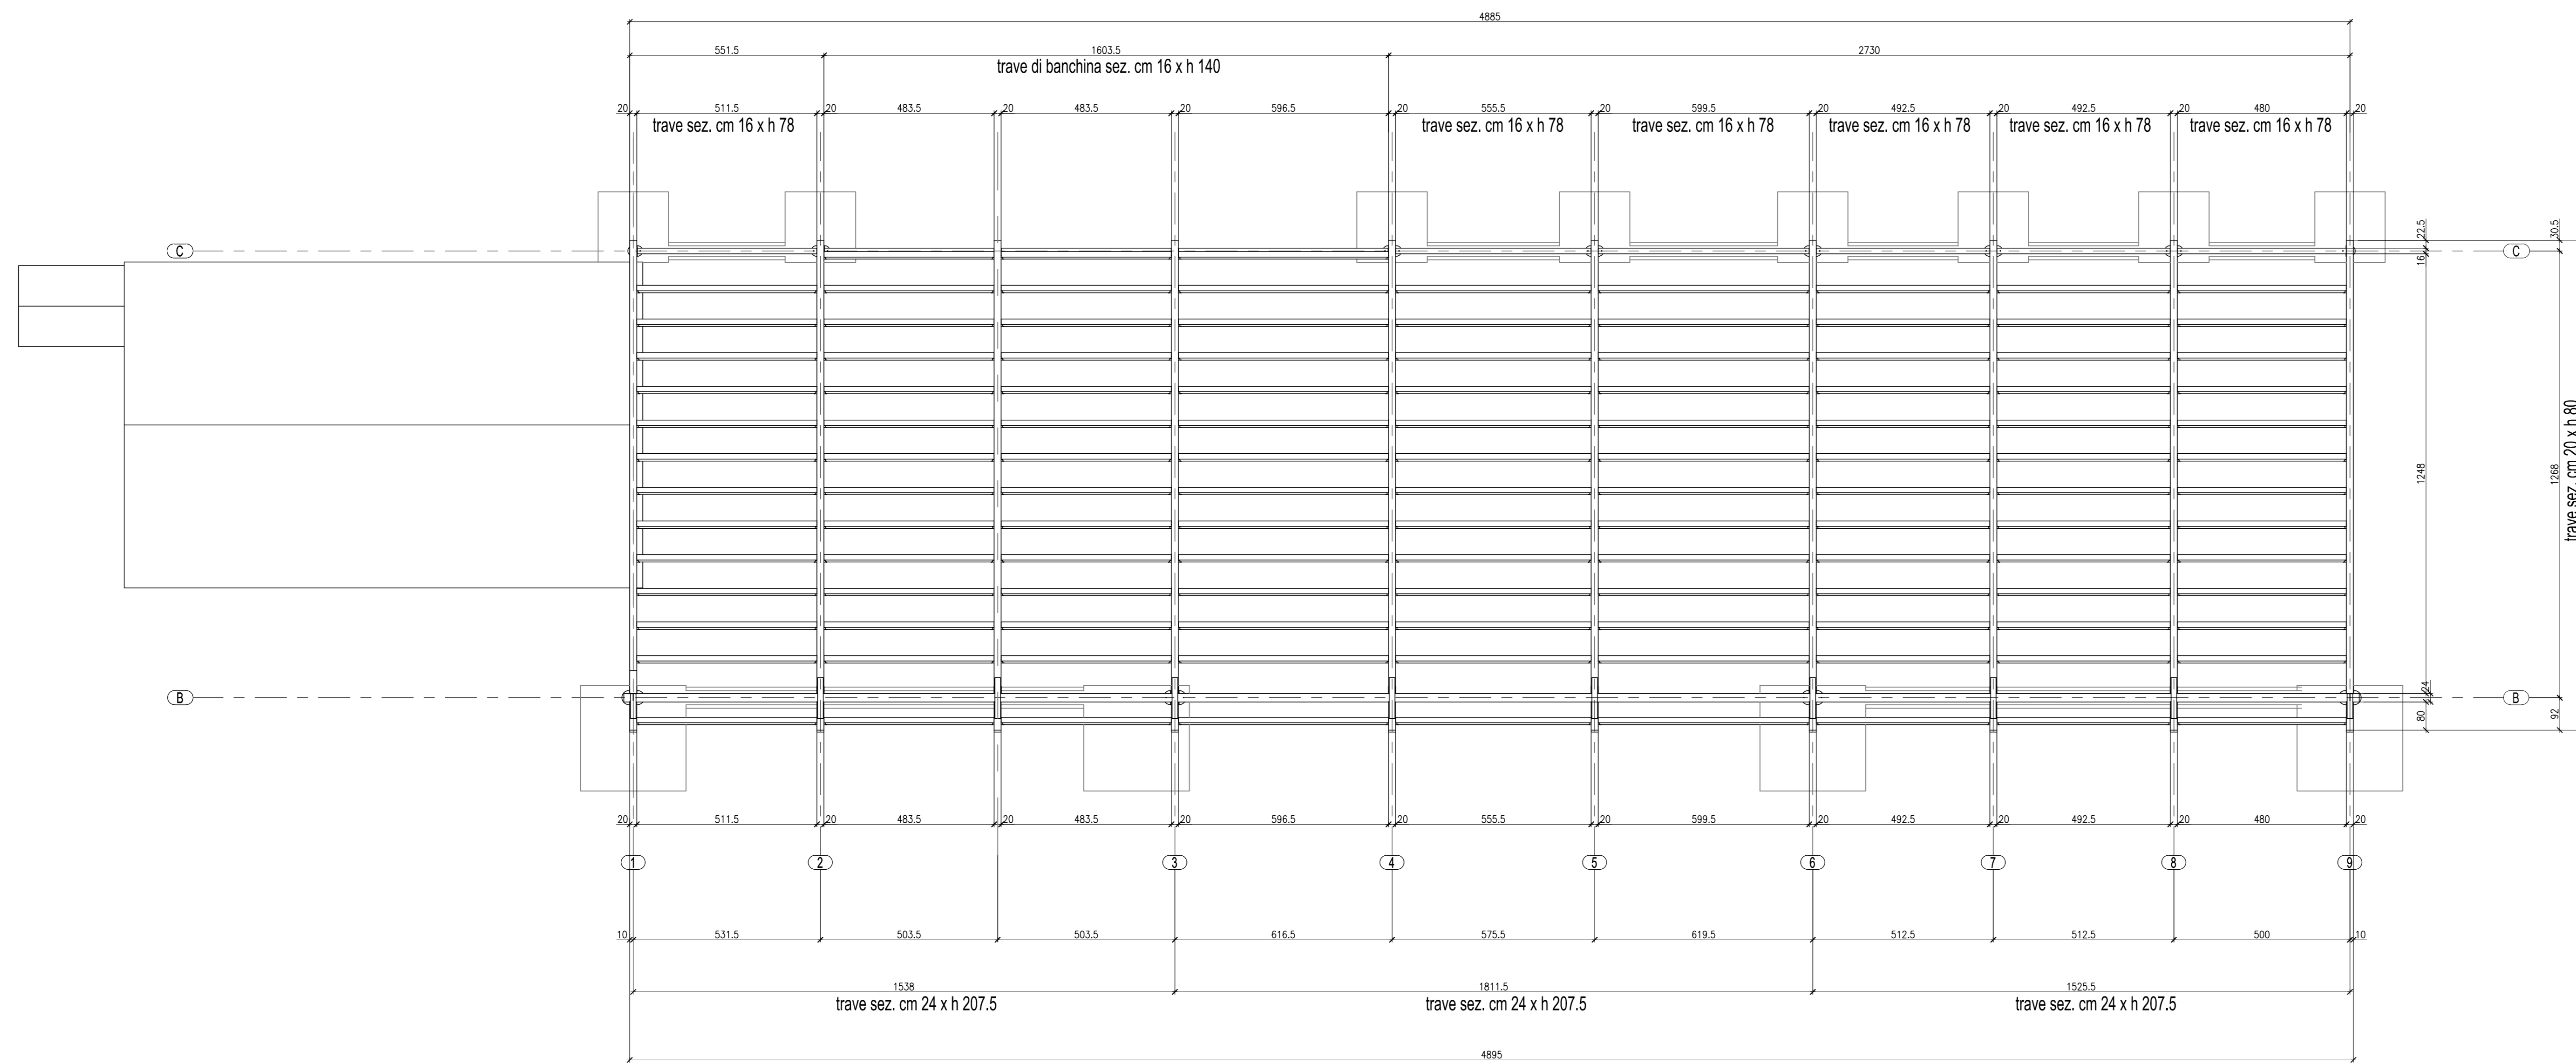 4885
551.5 1603.5 2730
trave di banchina sez. cm 16 x h 140
20 511.5 20 483.5 20 483.5 20 596.5 20 555.5 20 599.5 20 492.5 20 492.5 20 480 20
trave sez. cm 16 x h 78 trave sez. cm 16 x h 78 trave sez. cm 16 x h 78 trave sez. cm 16 x h 78 trave sez. cm 16 x h 78 trave sez. cm 16 x h 78
22.5 30.5
C C
16
1248 1268 trave sez. cm 20 x h 80
24
B B
80 92
20 511.5 20 483.5 20 483.5 20 596.5 20 555.5 20 599.5 20 492.5 20 492.5 20 480 20
1 2 3 4 5 6 7 8 9
10 531.5 503.5 503.5 616.5 575.5 619.5 512.5 512.5 500 10
1538 1811.5 1525.5
trave sez. cm 24 x h 207.5 trave sez. cm 24 x h 207.5 trave sez. cm 24 x h 207.5
4895